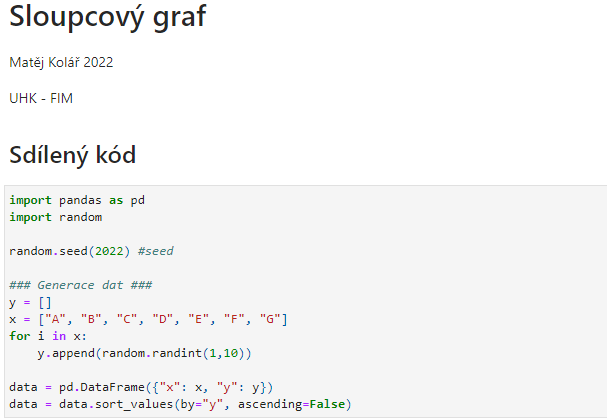 Sloupcový graf
Matěj Kolář 2022
UHK - FIM
Sdílený kód
import pandas as pd
import random
random.seed(2022) #seed
### Generace dat ###
y = []
x = ["A", "B", "C", "D", "E", "F", "G"]
for i in x:
    y.append(random.randint(1,10))
data = pd.DataFrame({"x": x, "y": y})
data = data.sort_values(by="y", ascending=False)